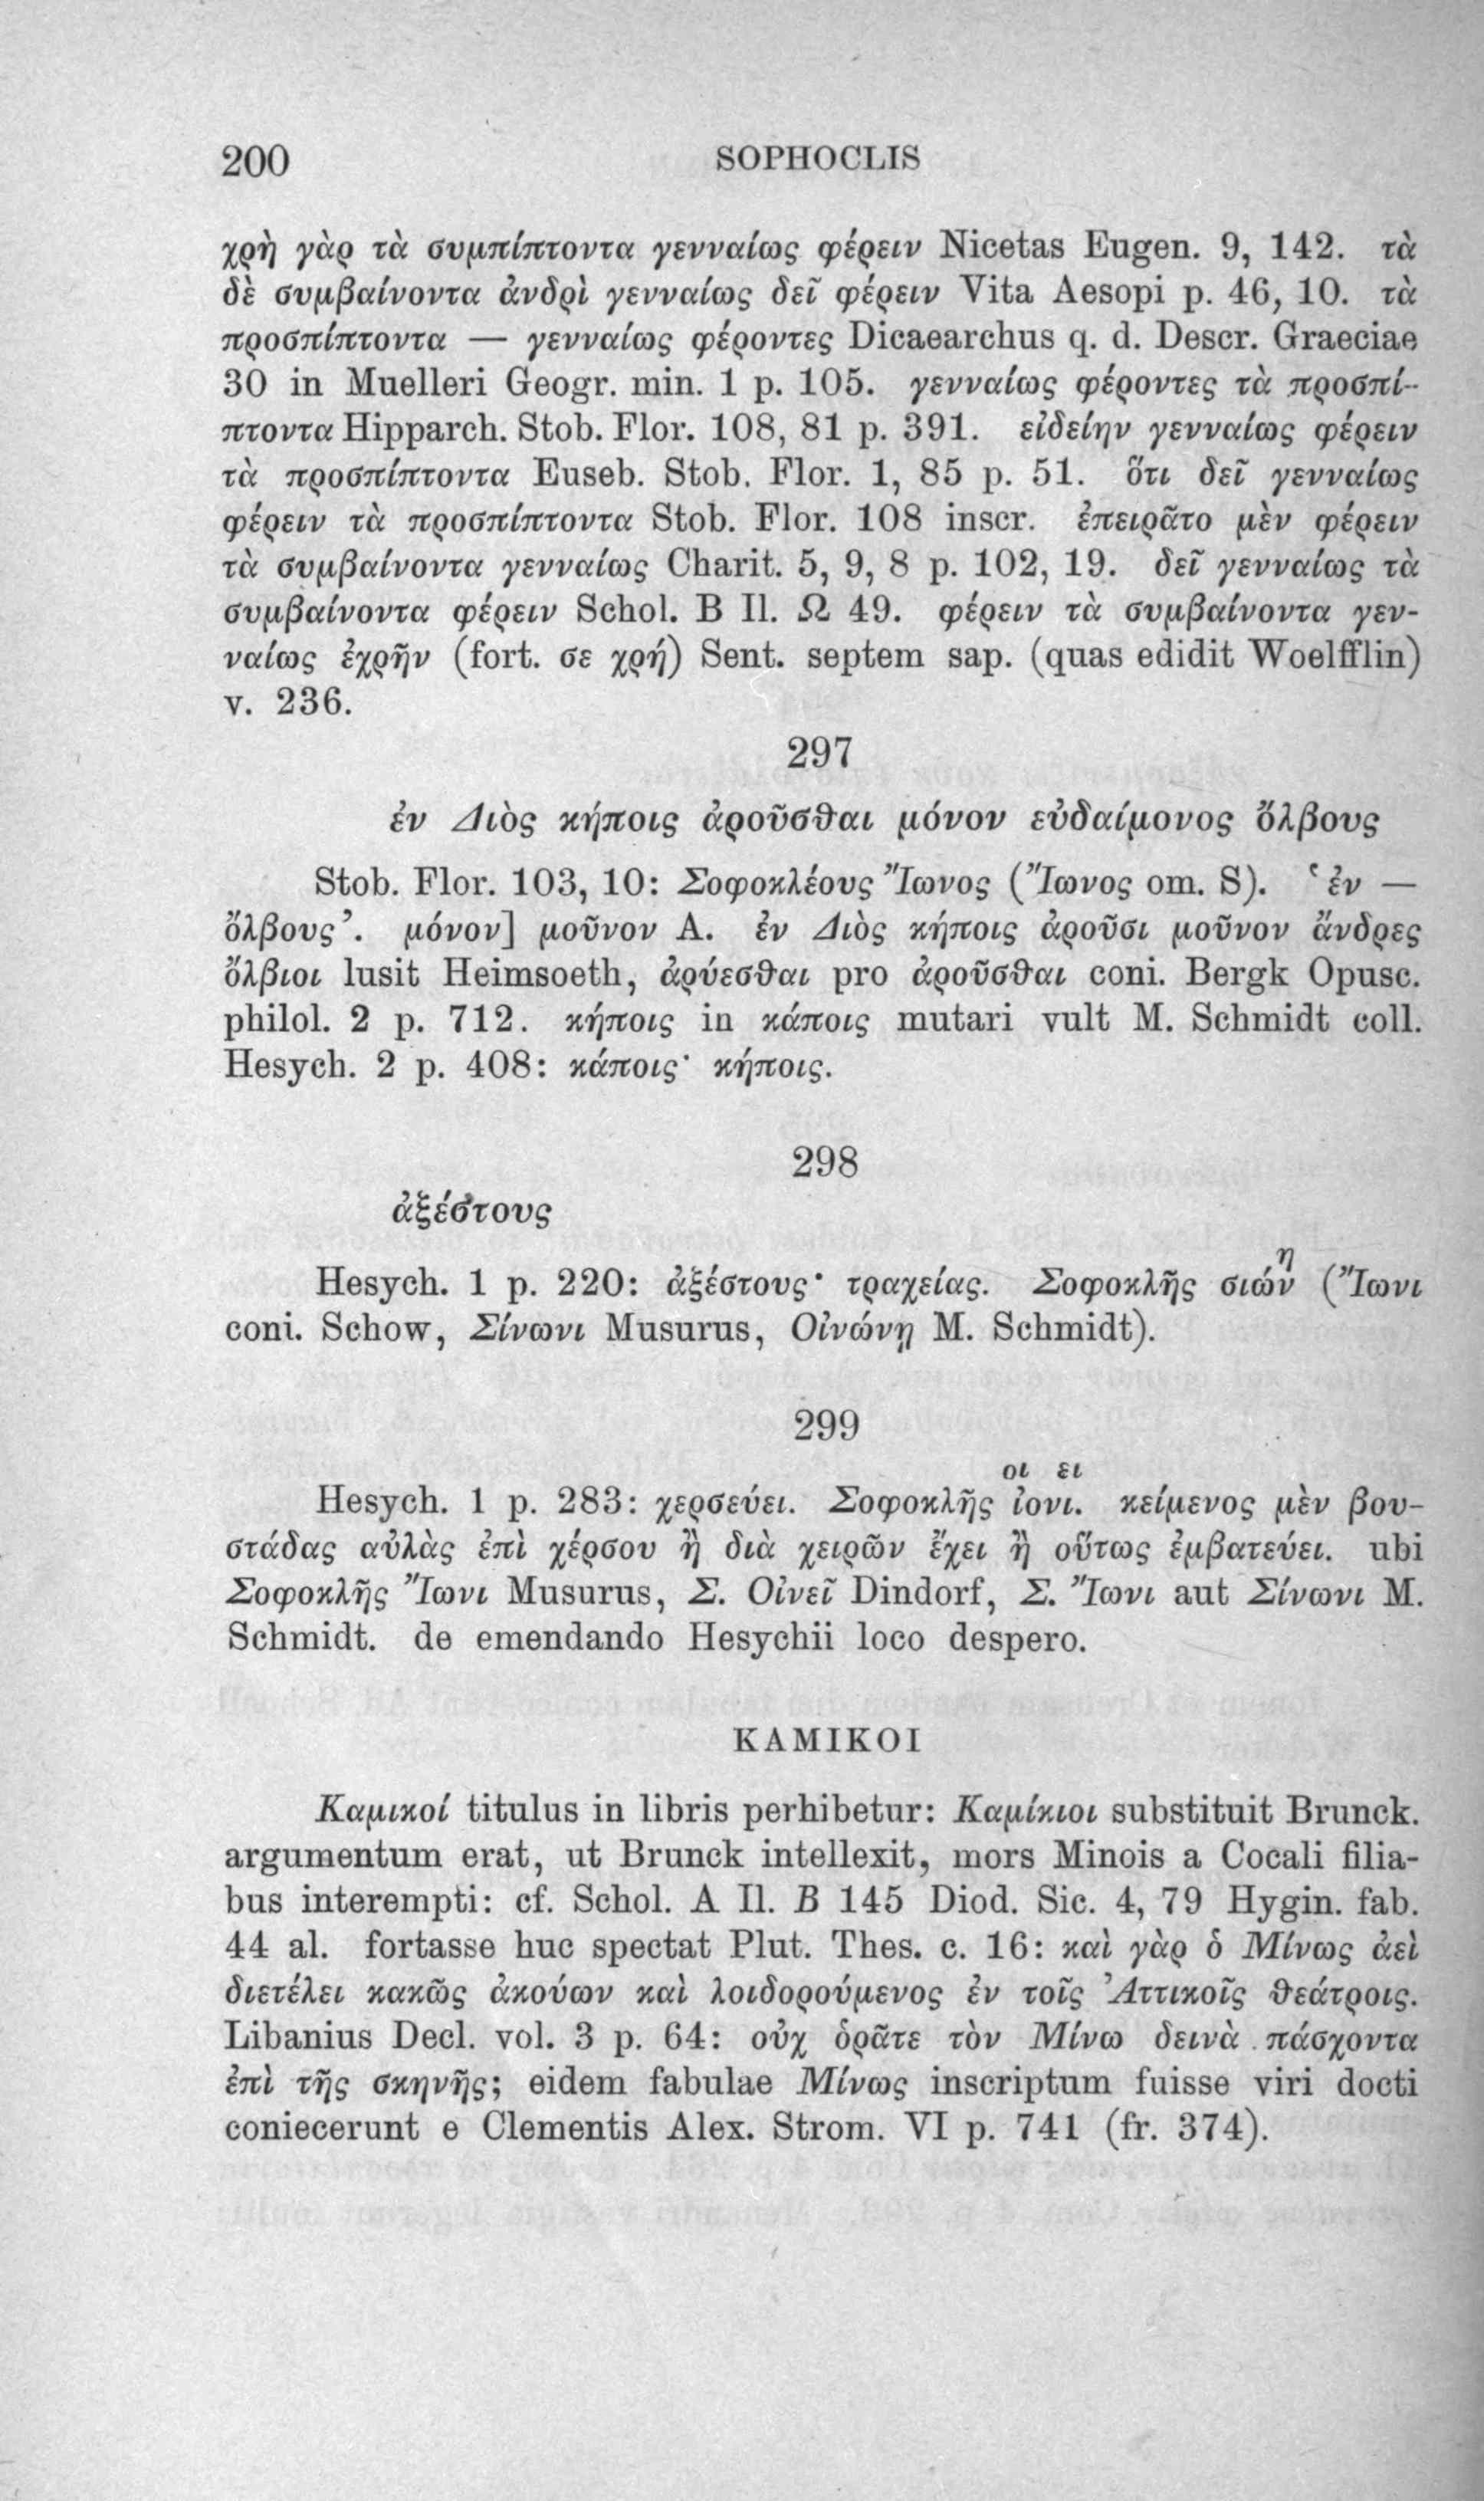 200 SOPHOCLIS
χρὴ γὰρ τὰ συμπίπτοντα γενναίως φέρειν Nicetas Eugen. 9, 142. τὰ
δὲ συμβαίνοντα ἀνδρὶ γενναίως δεῖ φέρειν Vita Aesopi p. 46, 10. τὰ
προσπίπτοντα — γενναίως φέροντες Dicaearchus q. d. Descr. Graeciae
30 in Muelleri Geogr. min. 1 p. 105. γενναίως φέροντες τὰ προσπί-
πτοντα Hipparch. Stob. Flor. 108, 81 p. 391. εἰδείην γενναίως φέρειν
τὰ προσπίπτοντα Euseb. Stob. Flor. 1, 85 p. 51. ὅτι δεῖ γενναίως
φέρειν τὰ προσπίπτοντα Stob. Flor. 108 inscr. ἐπειρᾶτο μὲν φέρειν
τὰ συμβαίνοντα γενναίως Charit. 5, 9, 8 p. 102, 19. δεῖ γενναίως τὰ
συμβαίνοντα φέρειν Schol. B Il. Ω 49. φέρειν τὰ συμβαίνοντα γεν-
ναίως ἐχρῆν (fort. σε χρή) Sent. septem sap. (quas edidit Woelfflin)
v. 236.
297
ἐν Διὸς κήποις ἀροῦσθαι μόνον εὐδαίμονος ὄλβους
Stob. Flor. 103, 10: Σοφοκλέους Ἴωνος (Ἴωνος om. S). ʽἐν —
ὄλβους’. μόνον] μοῦνον A. ἐν Διὸς κήποις ἀροῦσι μοῦνον ἄνδρες
ὄλβιοι lusit Heimsoeth, ἀρύεσθαι pro ἀροῦσθαι coni. Bergk Opusc.
philol. 2 p. 712. κήποις in κάποις mutari vult M. Schmidt coll.
Hesych. 2 p. 408: κάποις· κήποις.
298
ἀξέστους
η
Hesych. 1 p. 220: ἀξέστους· τραχείας. Σοφοκλῆς σιών (Ἴωνι
coni. Schow, Σίνωνι Musurus, Οἰνώνῃ M. Schmidt).
299
οι ει
Hesych. 1 p. 283: χερσεύει. Σοφοκλῆς ἰονι. κείμενος μὲν βου-
στάδας αὐλὰς ἐπὶ χέρσου ἢ διὰ χειρῶν ἔχει ἢ οὕτως ἐμβατεύει. ubi
Σοφοκλῆς Ἴωνι Musurus, Σ. Οἰνεῖ Dindorf, Σ. Ἴωνι aut Σίνωνι M.
Schmidt. de emendando Hesychii loco despero.
ΚΑΜΙΚΟΙ
Καμικοί titulus in libris perhibetur: Καμίκιοι substituit Brunck.
argumentum erat, ut Brunck intellexit, mors Minois a Cocali filia-
bus interempti: cf. Schol. A Il. B 145 Diod. Sic. 4, 79 Hygin. fab.
44 al. fortasse huc spectat Plut. Thes. c. 16: καὶ γὰρ ὁ Μίνως ἀεὶ
διετέλει κακῶς ἀκούων καὶ λοιδορούμενος ἐν τοῖς Ἀττικοῖς θεάτροις.
Libanius Decl. vol. 3 p. 64: οὐχ ὁρᾶτε τὸν Μίνω δεινὰ πάσχοντα
ἐπὶ τῆς σκηνῆς; eidem fabulae Μίνως inscriptum fuisse viri docti
coniecerunt e Clementis Alex. Strom. VI p. 741 (fr. 374).